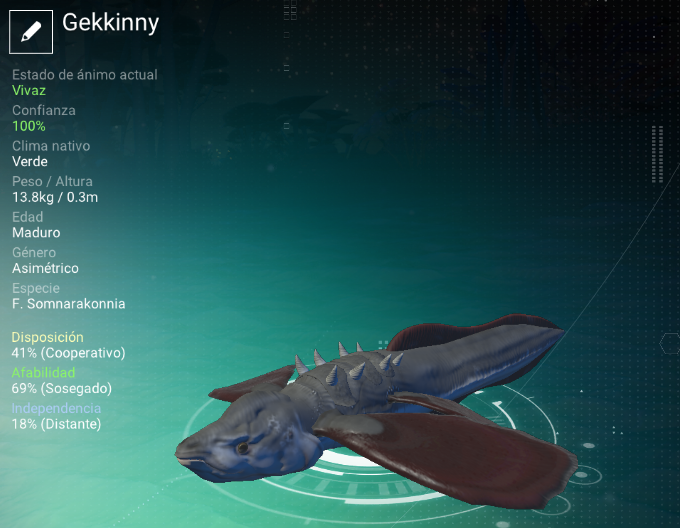 Gekkinny
Estado de ánimo actual
Vivaz
Confianza
100%
Clima nativo
Verde
Peso / Altura
13.8kg / 0.3m
Edad
Maduro
Género
Asimétrico
Especie
F. Somnarakonnia
Disposición
41% (Cooperativo)
Afabilidad
69% (Sosegado)
Independencia
18% (Distante)